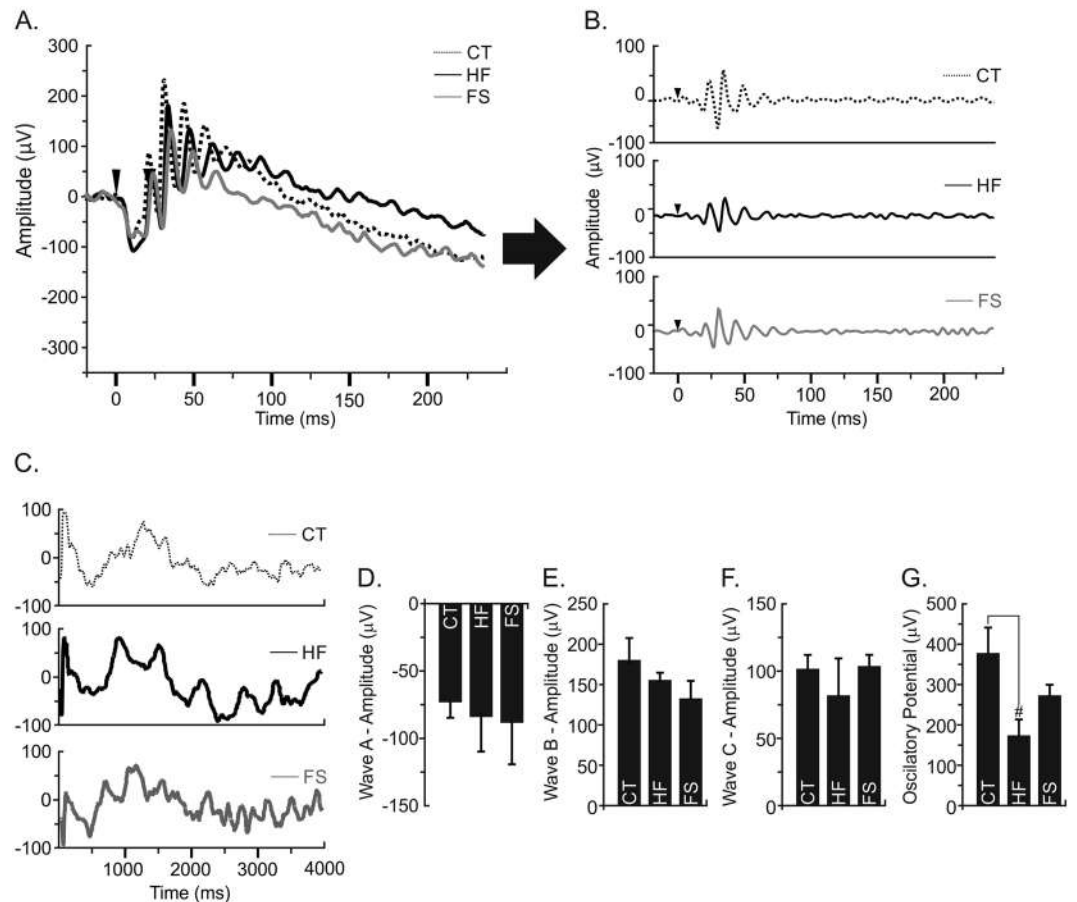 A.
300
200
100
0
-100
-200
-300
Amplitude (µV)
CT
HF
FS
0
50
100
150
200
Time (ms)
B.
100
0
-100
100
0
-100
100
0
-100
Amplitude (µV)
CT
HF
FS
0
50
100
150
200
Time (ms)
C.
100
0
-100
CT
100
0
-100
HF
100
0
-100
FS
1000
2000
3000
4000
Time (ms)
D.
0
-50
-100
-150
Wave A - Amplitude (µV)
CT
HF
FS
E.
250
200
150
100
50
0
Wave B - Amplitude (µV)
CT
HF
FS
F.
150
100
50
0
Wave C - Amplitude (µV)
CT
HF
FS
G.
500
400
300
200
100
0
Oscilatory Potential (µV)
#
CT
HF
FS